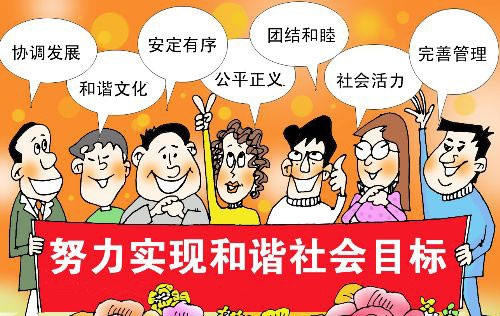 协调发展
和谐文化
安定有序
公平正义
团结和睦
社会活力
完善管理
努力实现和谐社会目标